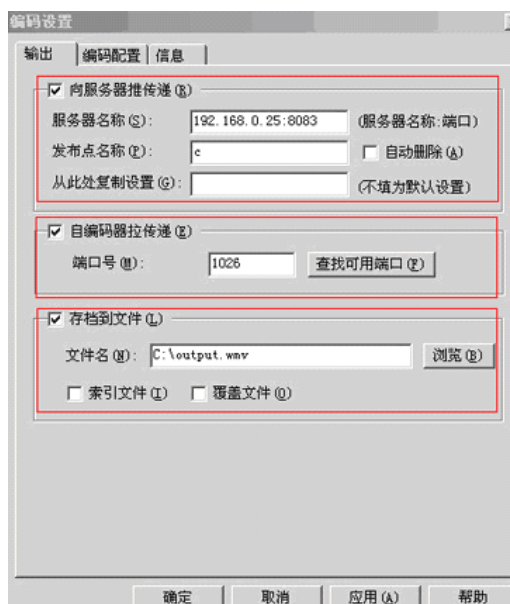 编码设置
输出 编码配置 信息
向服务器推传递(R)
服务器名称(S): 192.168.0.25:8083 (服务器名称:端口)
发布点名称(P): c 自动删除(A)
从此处复制设置(G): (不填为默认设置)
自编码器拉传递(E)
端口号(M): 1026 查找可用端口(F)
存档到文件(L)
文件名(N): C:\output.wmv 浏览(B)
索引文件(I) 覆盖文件(O)
确定 取消 应用(A) 帮助